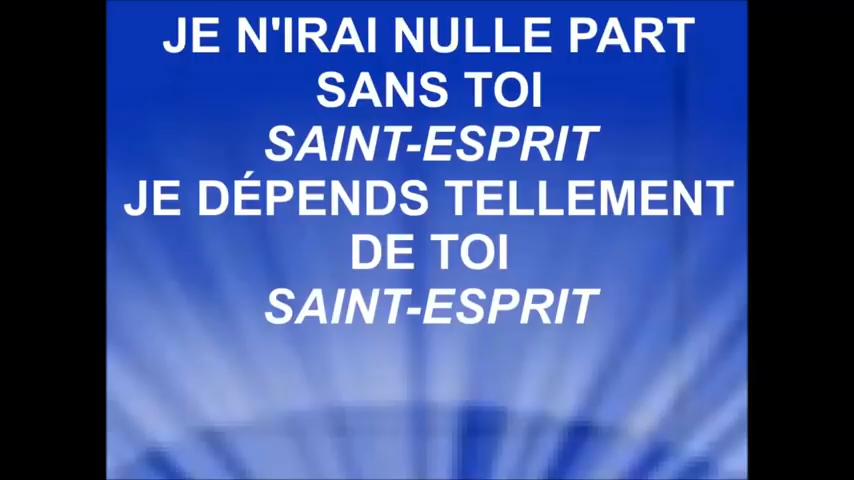 JE N'IRAI NULLE PART
SANS TOI
SAINT-ESPRIT
JE DÉPENDS TELLEMENT
DE TOI
SAINT-ESPRIT